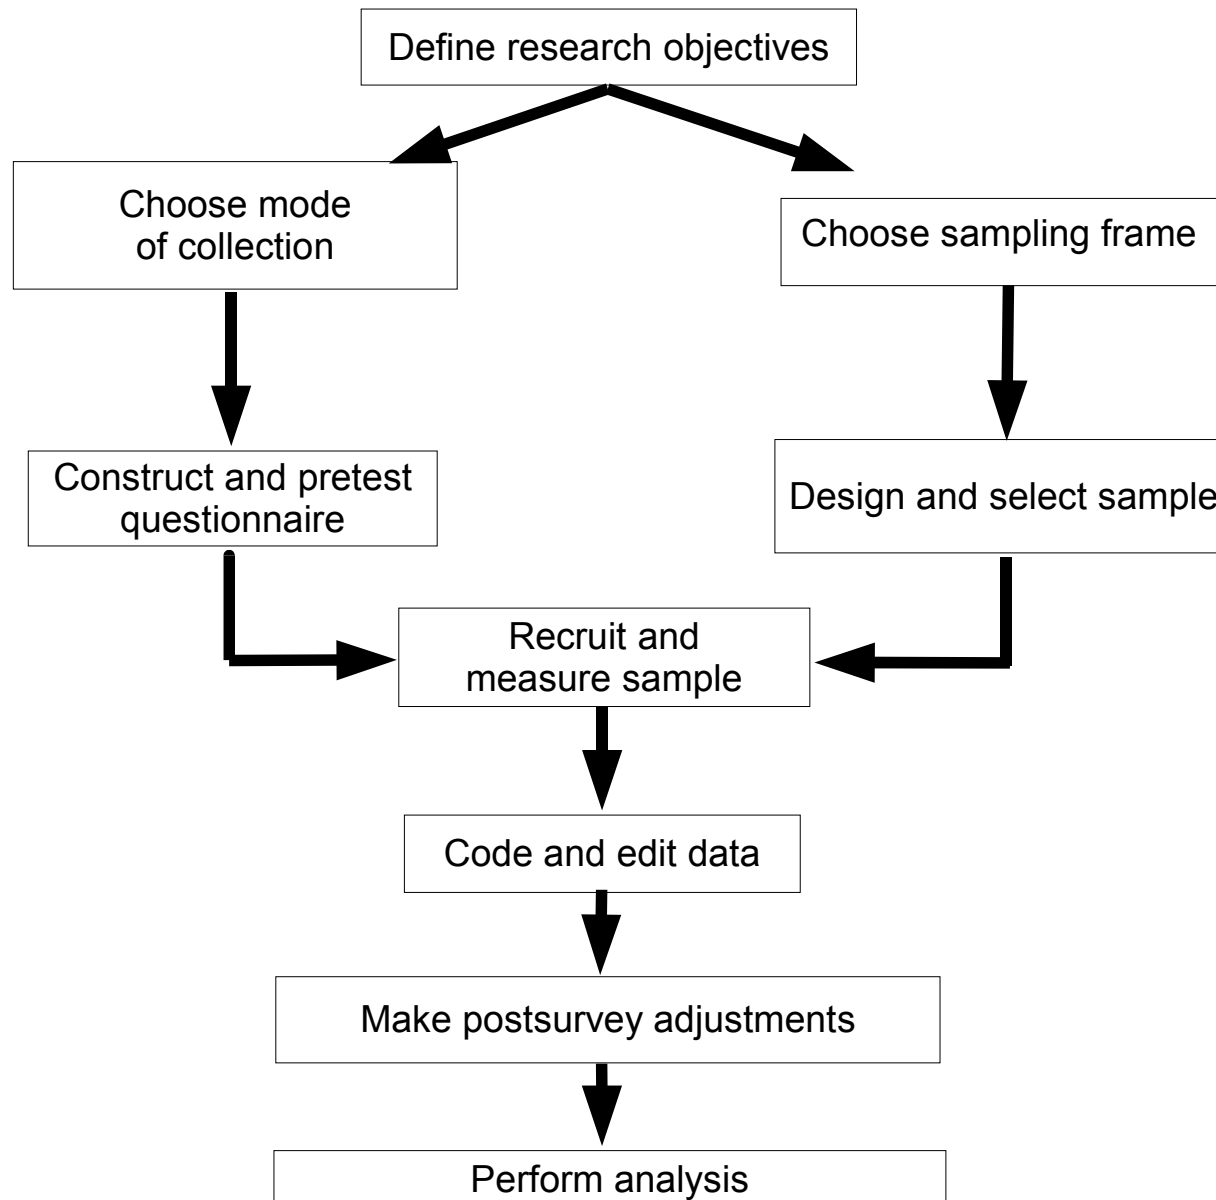 Define research objectives
Choose mode
of collection
Choose sampling frame
Construct and pretest
questionnaire
Design and select sample
Recruit and
measure sample
Code and edit data
Make postsurvey adjustments
Perform analysis